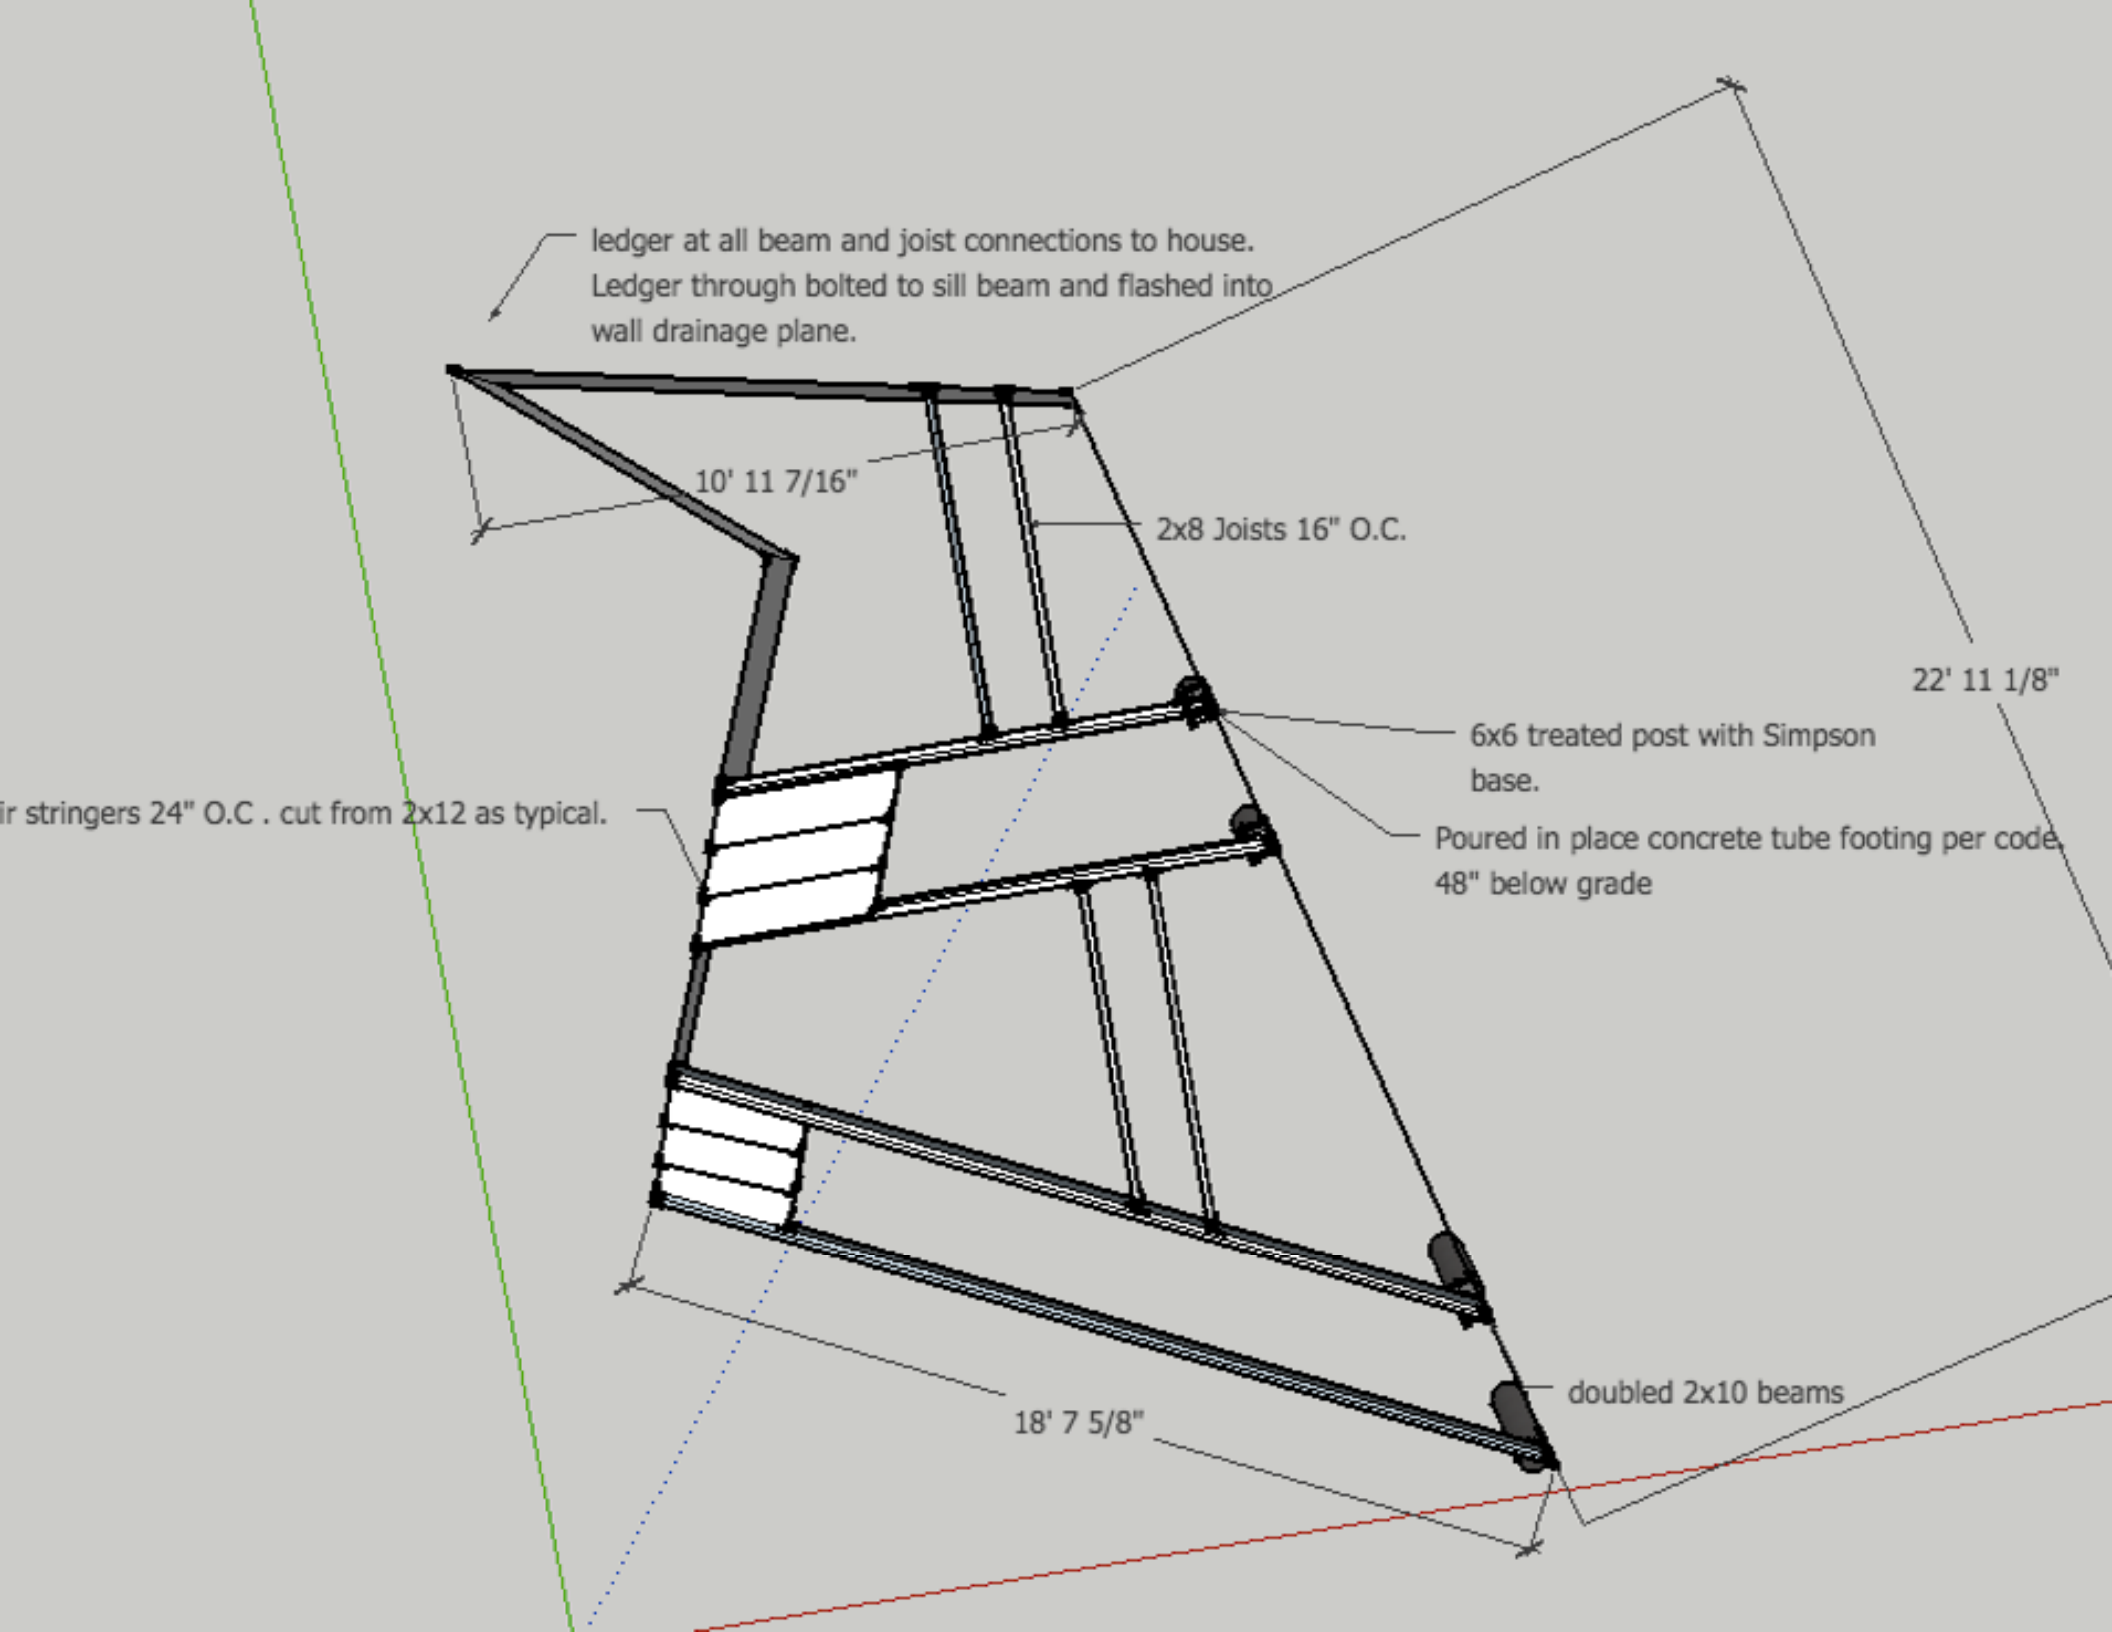 ledger at all beam and joist connections to house.
Ledger through bolted to sill beam and flashed into
wall drainage plane.
10' 11 7/16"
2x8 Joists 16" O.C.
22' 11 1/8"
6x6 treated post with Simpson
base.
ir stringers 24" O.C . cut from 2x12 as typical.
Poured in place concrete tube footing per code.
48" below grade
doubled 2x10 beams
18' 7 5/8"